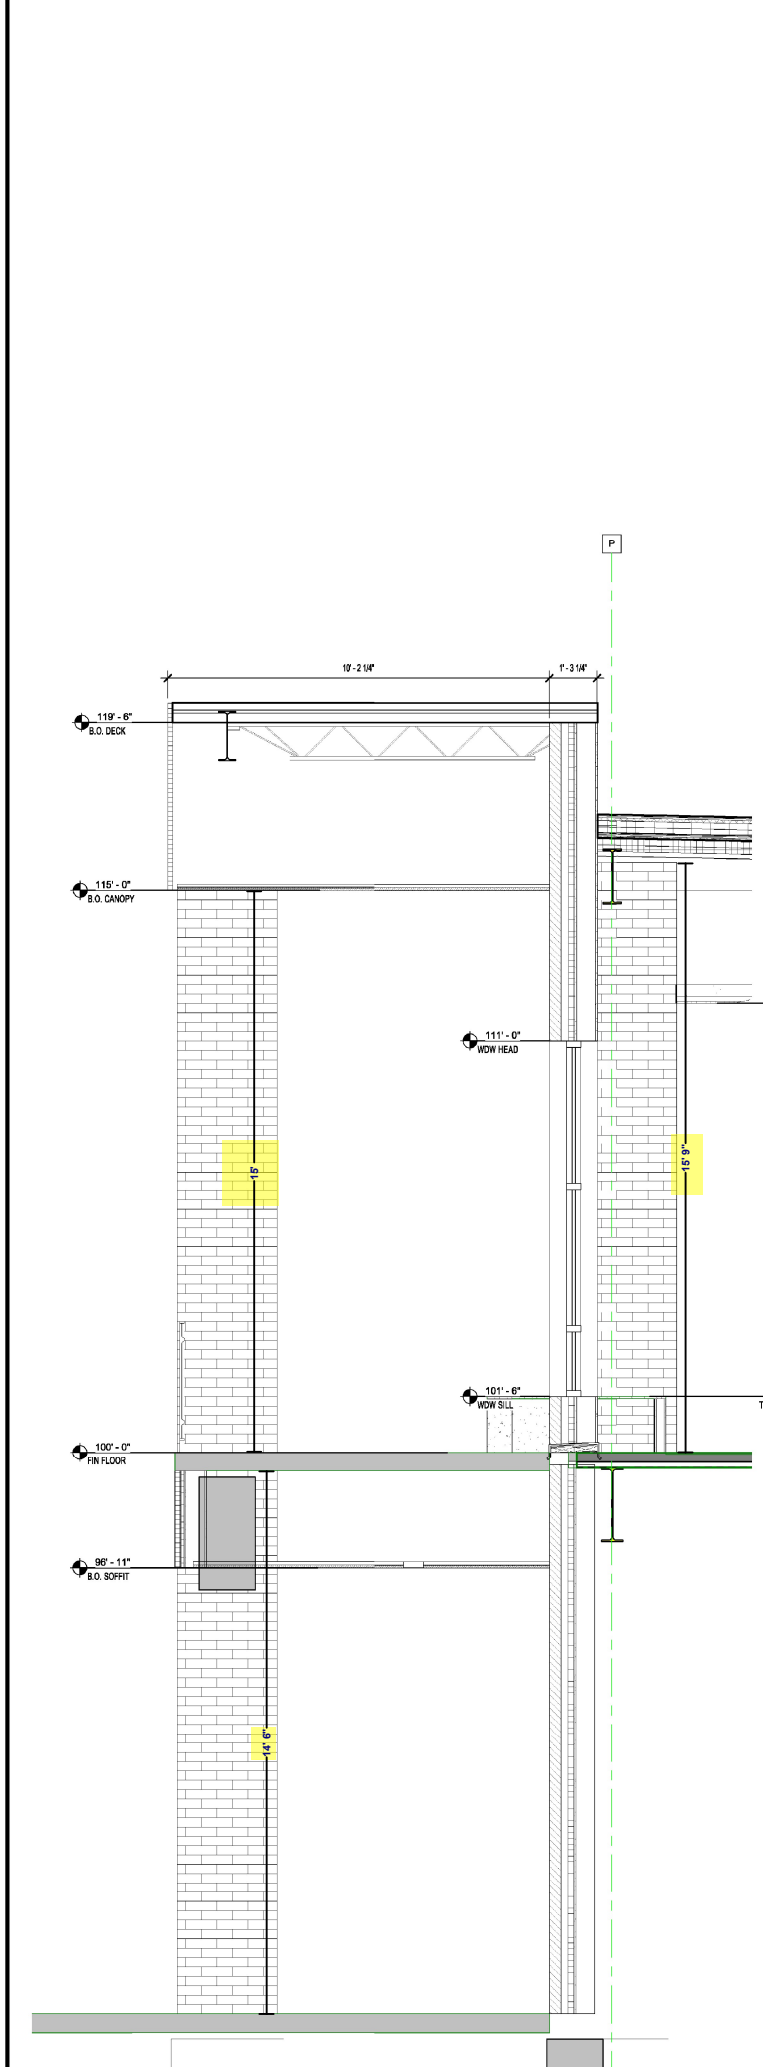 P
10' - 2 1/4"
1' - 3 1/4"
119' - 6"
B.O. DECK
115' - 0"
B.O. CANOPY
111' - 0"
WDW HEAD
15'
15' 9"
101' - 6"
WDW SILL
T
100' - 0"
FIN FLOOR
96' - 11"
B.O. SOFFIT
14' 6"